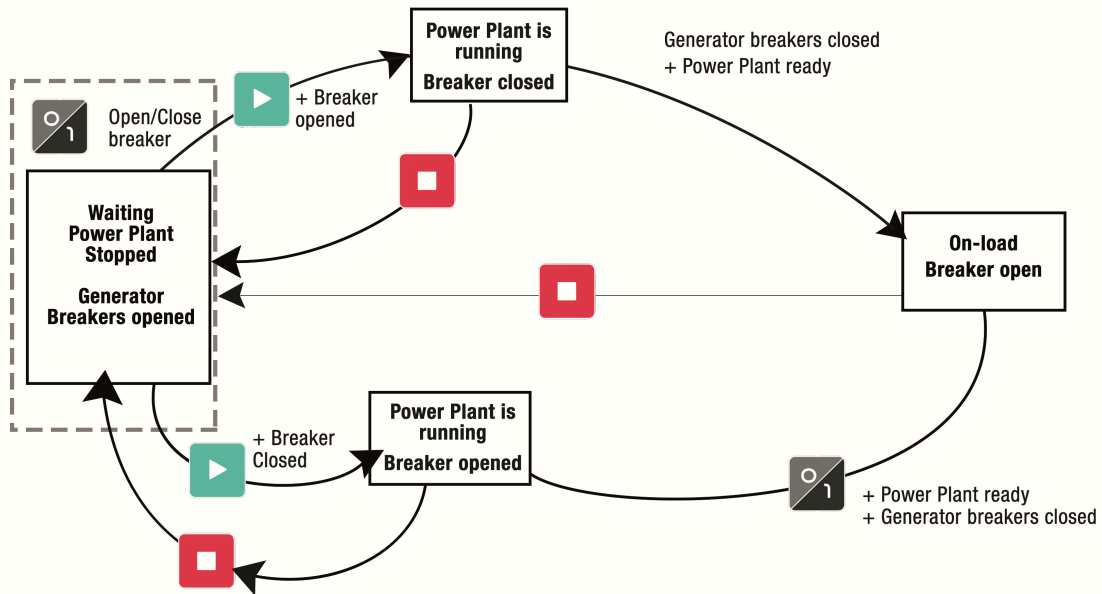 Power Plant is
running
Breaker closed
Generator breakers closed
+ Power Plant ready
Open/Close
breaker
+ Breaker
opened
Waiting
Power Plant
Stopped
Generator
Breakers opened
On-load
Breaker open
Power Plant is
running
Breaker opened
+ Breaker
Closed
+ Power Plant ready
+ Generator breakers closed